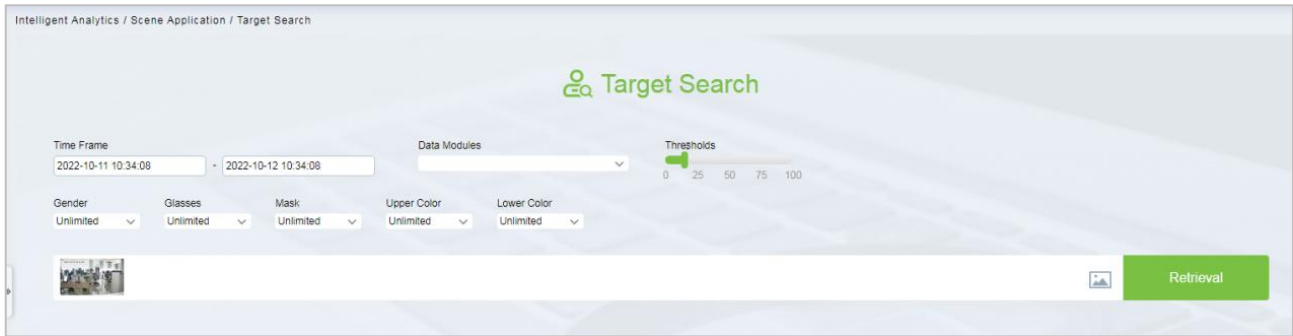 Intelligent Analytics / Scene Application / Target Search
Target Search
Time Frame Data Modules Thresholds
2022-10-11 10:34:08 - 2022-10-12 10:34:08
0 25 50 75 100
Gender Glasses Mask Upper Color Lower Color
Unlimited Unlimited Unlimited Unlimited Unlimited
Retrieval